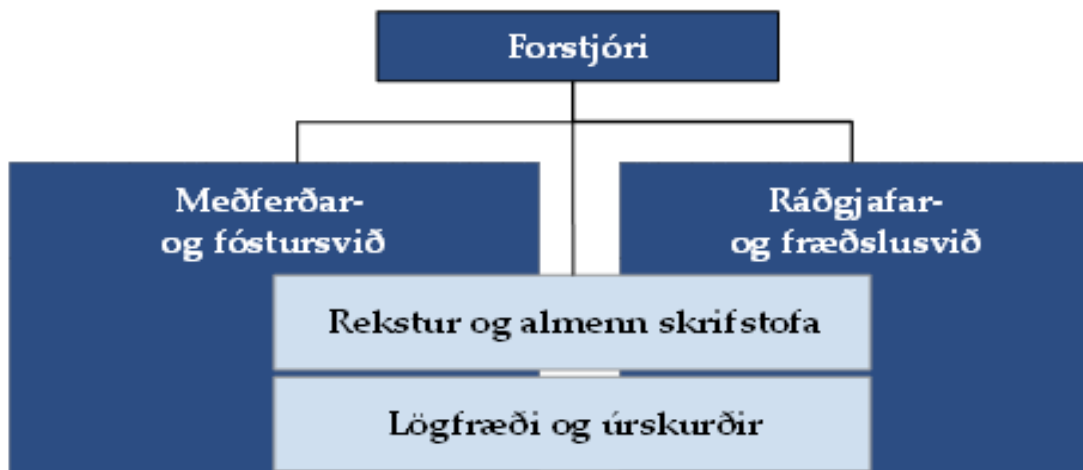 Forstjóri
Meðferðar-
og fóstursvið
Ráðgjafar-
og fræðslusvið
Rekstur og almenn skrifstofa
Lögfræði og úrskurðir